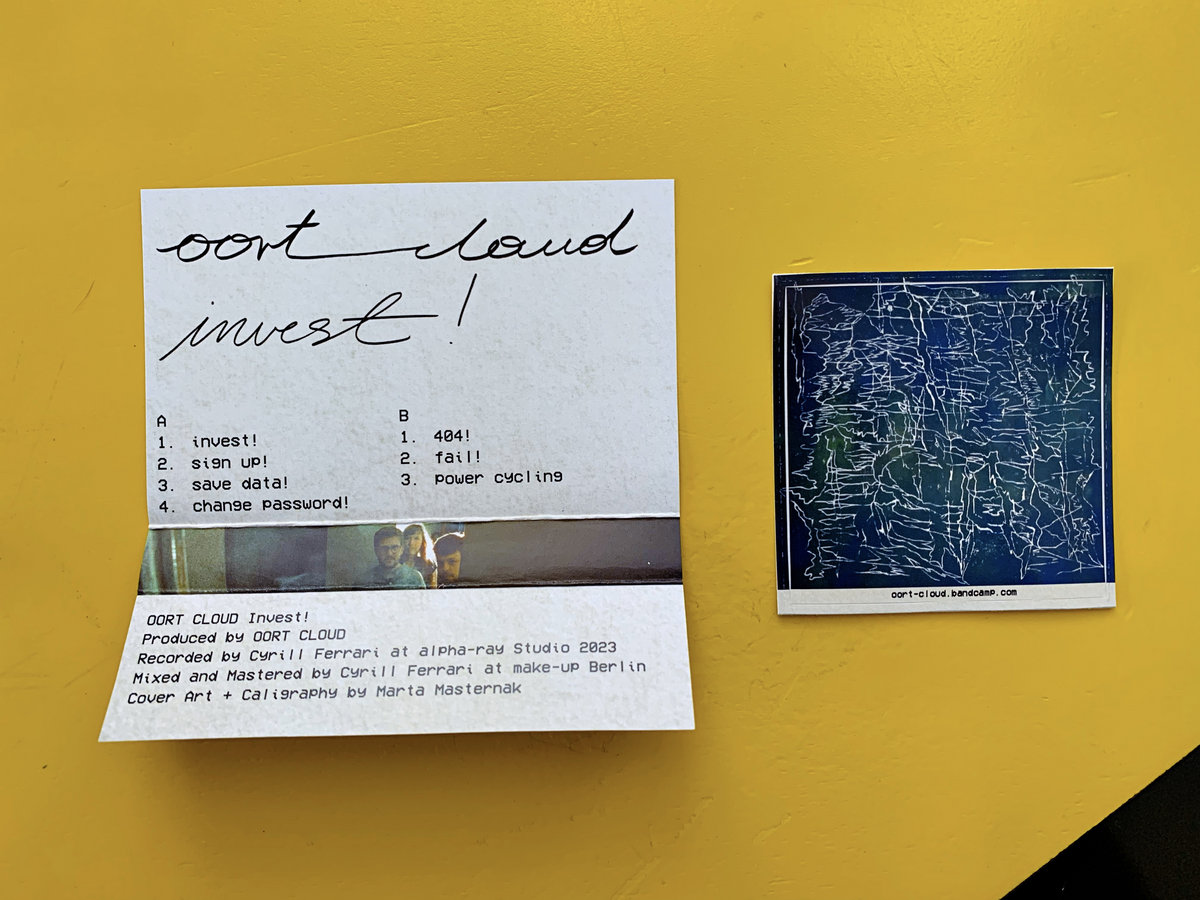 oort cloud
invest!
A
1. invest!
2. sign up!
3. save data!
4. change password!
B
1. 404!
2. fail!
3. power cycling
OORT CLOUD Invest!
Produced by OORT CLOUD
Recorded by Cyrill Ferrari at alpha-ray Studio 2023
Mixed and Mastered by Cyrill Ferrari at make-up Berlin
Cover Art + Caligraphy by Marta Masternak
oort-cloud.bandcamp.com